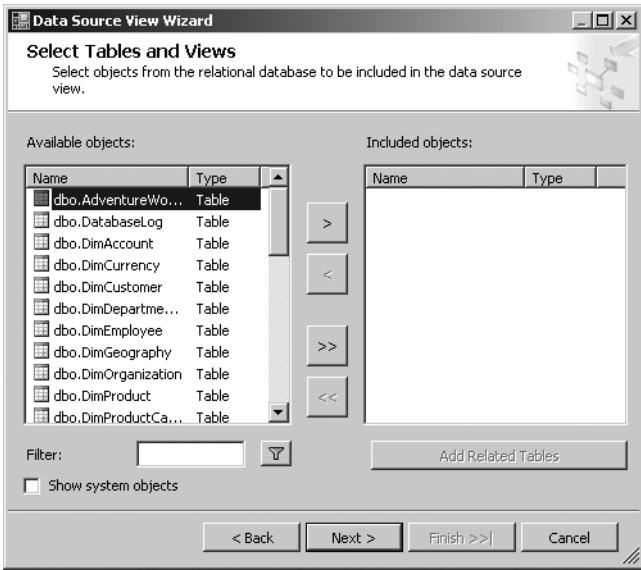 Data Source View Wizard
Select Tables and Views
Select objects from the relational database to be included in the data source
view.
Available objects:
Included objects:
Name Type
Name Type
dbo.AdventureWo... Table
dbo.DatabaseLog Table
dbo.DimAccount Table
dbo.DimCurrency Table
dbo.DimCustomer Table
dbo.DimDepartme... Table
dbo.DimEmployee Table
dbo.DimGeography Table
dbo.DimOrganization Table
dbo.DimProduct Table
dbo.DimProductCa... Table
>
<
>>
<<
Filter:
Add Related Tables
Show system objects
< Back Next > Finish >>| Cancel